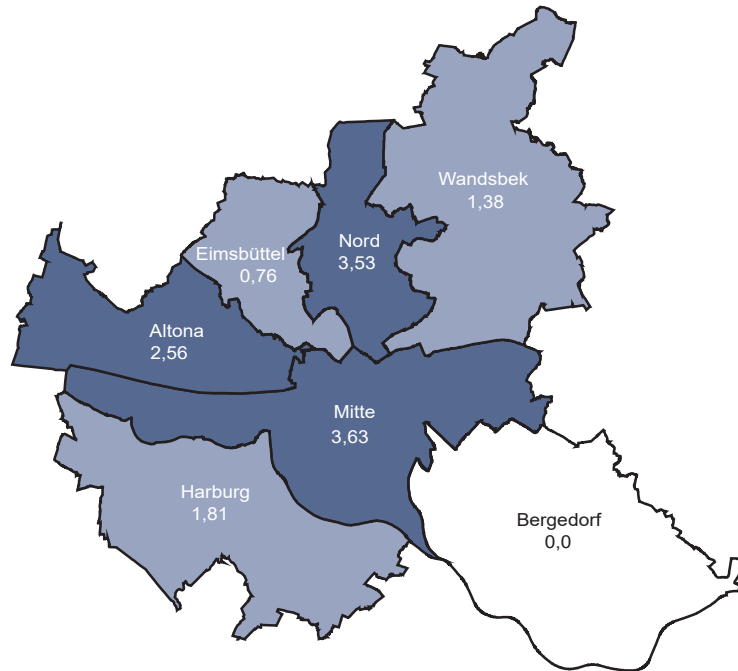 Wandsbek
1,38
Nord
3,53
Eimsbüttel
0,76
Altona
2,56
Mitte
3,63
Harburg
1,81
Bergedorf
0,0